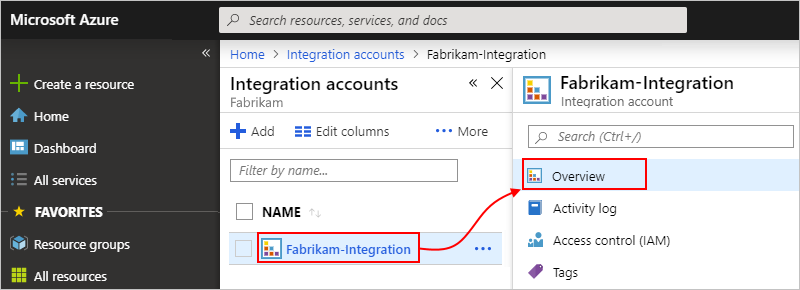 Microsoft Azure
Search resources, services, and docs
Create a resource
Home
Dashboard
All services
FAVORITES
Resource groups
All resources
Home > Integration accounts > Fabrikam-Integration
Integration accounts
Fabrikam
Add
Edit columns
More
Filter by name...
NAME
Fabrikam-Integration
Fabrikam-Integration
Integration account
Search (Ctrl+/)
Overview
Activity log
Access control (IAM)
Tags